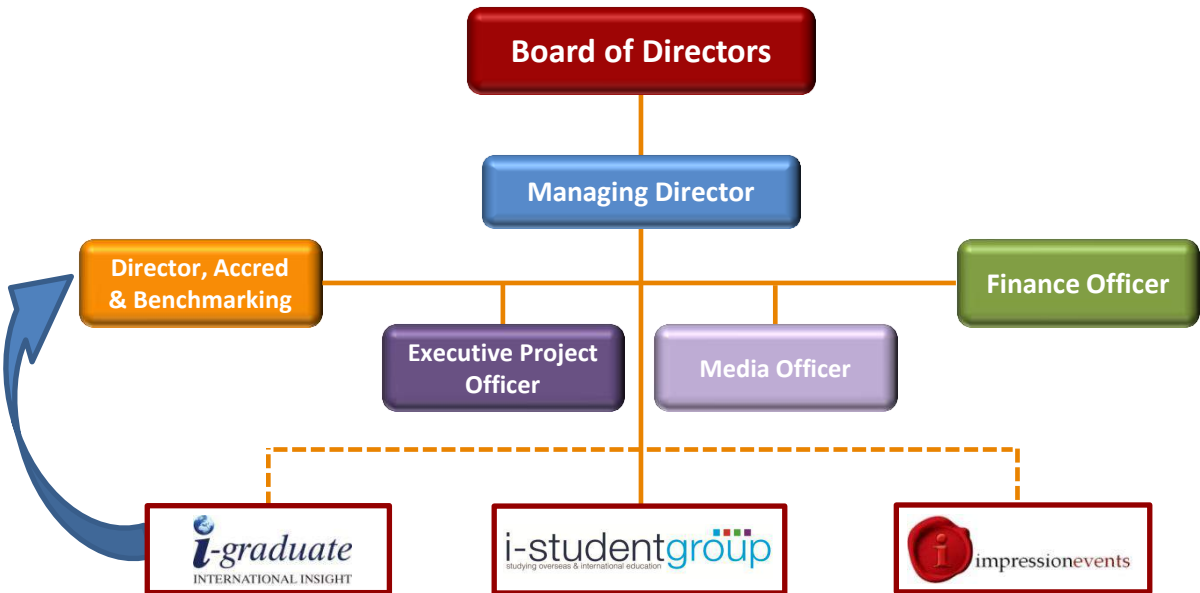 Board of Directors
Managing Director
Director, Accred
& Benchmarking
Finance Officer
Executive Project
Officer
Media Officer
i-graduate
INTERNATIONAL INSIGHT
i-studentgroup
studying overseas & international education
i
impressionevents